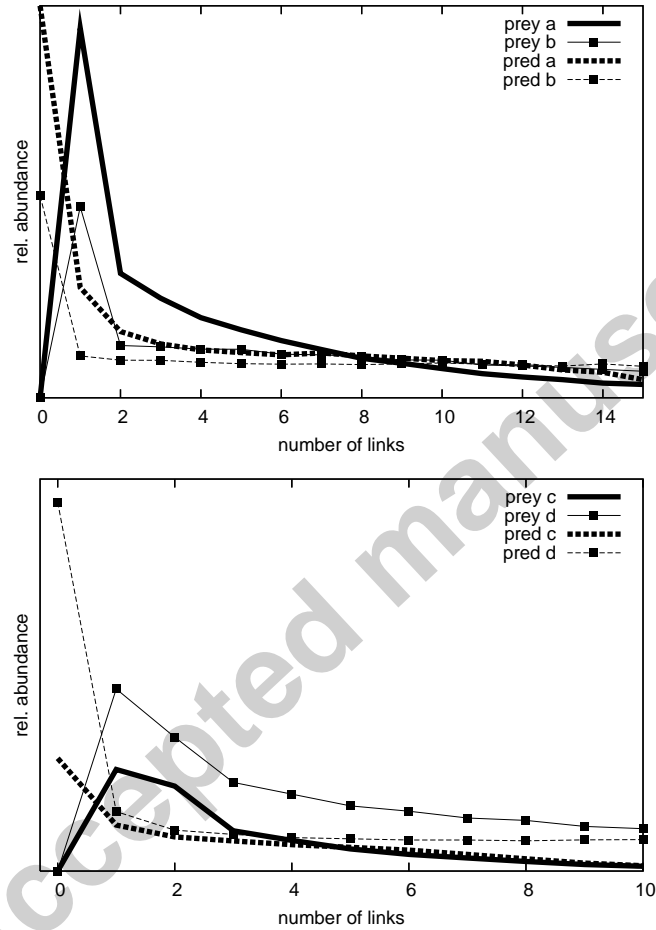 prey a
prey b
pred a
pred b
rel. abundance
0 2 4 6 8 10 12 14
number of links
prey c
prey d
pred c
pred d
rel. abundance
0 2 4 6 8 10
number of links
ccepted manus